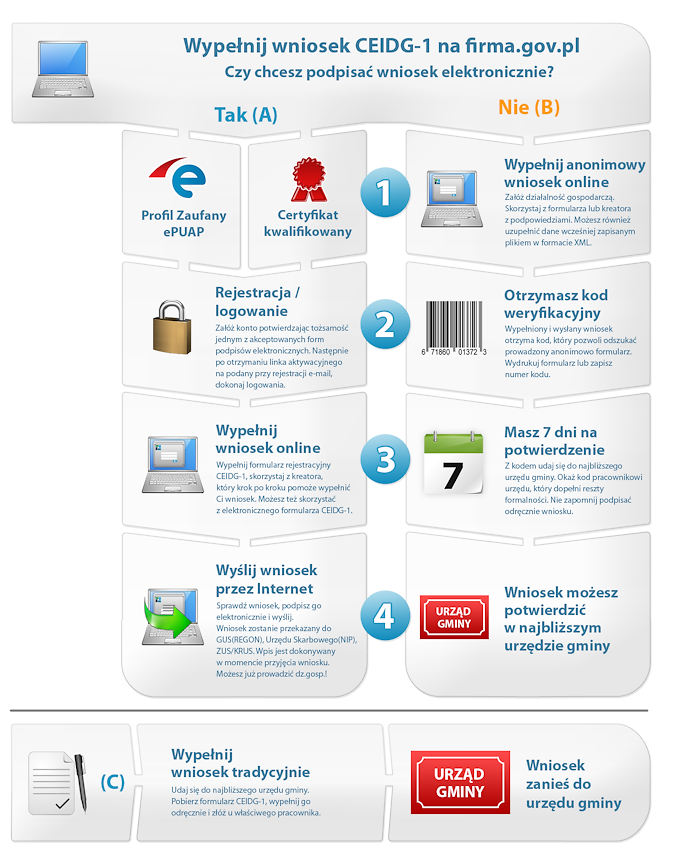 Wypełnij wniosek CEIDG-1 na firma.gov.pl
Czy chcesz podpisać wniosek elektronicznie?
Tak (A)
Nie (B)
Profil Zaufany
ePUAP
Certyfikat
kwalifikowany
1
Wypełnij anonimowy
wniosek online
Załóż działalność gospodarczą.
Skorzystaj z formularza lub kreatora
z podpowiedziami. Możesz również
uzupełnić dane wcześniej zapisanym
plikiem w formacie XML.
Rejestracja /
logowanie
Załóż konto potwierdzając tożsamość
jednym z akceptowanych form
podpisów elektronicznych. Następnie
po otrzymaniu linka aktywacyjnego
na podany przy rejestracji e-mail,
dokonaj logowania.
2
6 71860 01372 3
Otrzymasz kod
weryfikacyjny
Wypełniony i wysłany wniosek
otrzyma kod, który pozwoli odszukać
prowadzony anonimowo formularz.
Wydrukuj formularz lub zapisz
numer kodu.
Wypełnij
wniosek online
Wypełnij formularz rejestracyjny
CEIDG-1, skorzystaj z kreatora,
który krok po kroku pomoże wypełnić
Ci wniosek. Możesz też skorzystać
z elektronicznego formularza CEIDG-1.
3
7
Masz 7 dni na
potwierdzenie
Z kodem udaj się do najbliższego
urzędu gminy. Okaż kod pracownikowi
urzędu, który dopełni reszty
formalności. Nie zapomnij podpisać
odręcznie wniosku.
Wyślij wniosek
przez Internet
Sprawdź wniosek, podpisz go
elektronicznie i wyślij.
Wniosek zostanie przekazany do
GUS(REGON), Urzędu Skarbowego(NIP),
ZUS/KRUS. Wpis jest dokonywany
w momencie przyjęcia wniosku.
Możesz już prowadzić dz.gosp.!
4
URZĄD
GMINY
Wniosek możesz
potwierdzić
w najbliższym
urzędzie gminy
(C)
Wypełnij
wniosek tradycyjnie
Udaj się do najbliższego urzędu gminy.
Pobierz formularz CEIDG-1, wypełnij go
odręcznie i złóż u właściwego pracownika.
URZĄD
GMINY
Wniosek
zanieś do
urzędu gminy